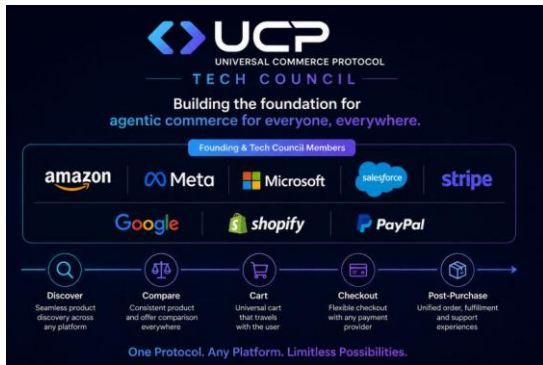 UCP
UNIVERSAL COMMERCE PROTOCOL
TECH COUNCIL
Building the foundation for
agentic commerce for everyone, everywhere.
Founding & Tech Council Members
amazon Meta Microsoft salesforce stripe
Google shopify PayPal
Discover
Seamless product
discovery across
any platform
Compare
Consistent product
and offer comparison
everywhere
Cart
Universal cart
that travels
with the user
Checkout
Flexible checkout
with any payment
provider
Post-Purchase
Unified order, fulfillment
and support
experiences
One Protocol. Any Platform. Limitless Possibilities.